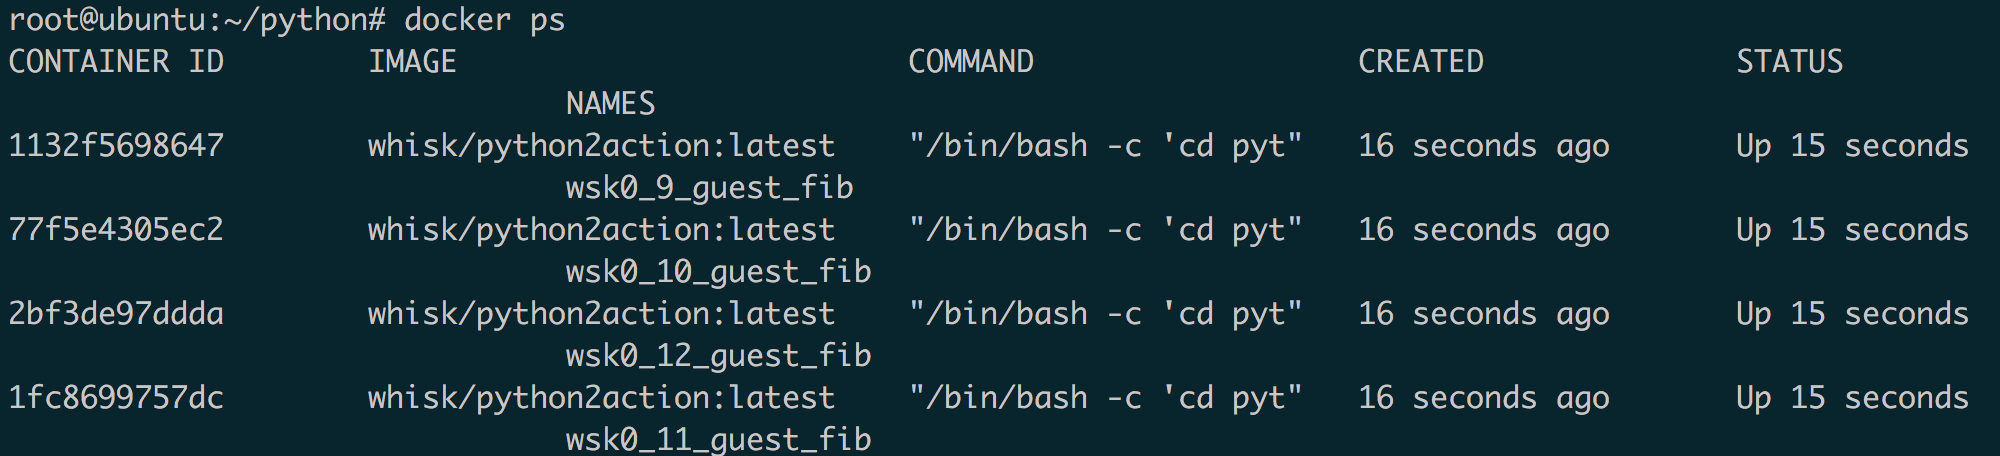 root@ubuntu:~/python# docker ps
CONTAINER ID        IMAGE                         COMMAND                  CREATED              STATUS
                               NAMES
1132f5698647        whisk/python2action:latest    "/bin/bash -c 'cd pyt"   16 seconds ago       Up 15 seconds
                               wsk0_9_guest_fib
77f5e4305ec2        whisk/python2action:latest    "/bin/bash -c 'cd pyt"   16 seconds ago       Up 15 seconds
                               wsk0_10_guest_fib
2bf3de97ddda        whisk/python2action:latest    "/bin/bash -c 'cd pyt"   16 seconds ago       Up 15 seconds
                               wsk0_12_guest_fib
1fc8699757dc        whisk/python2action:latest    "/bin/bash -c 'cd pyt"   16 seconds ago       Up 15 seconds
                               wsk0_11_guest_fib